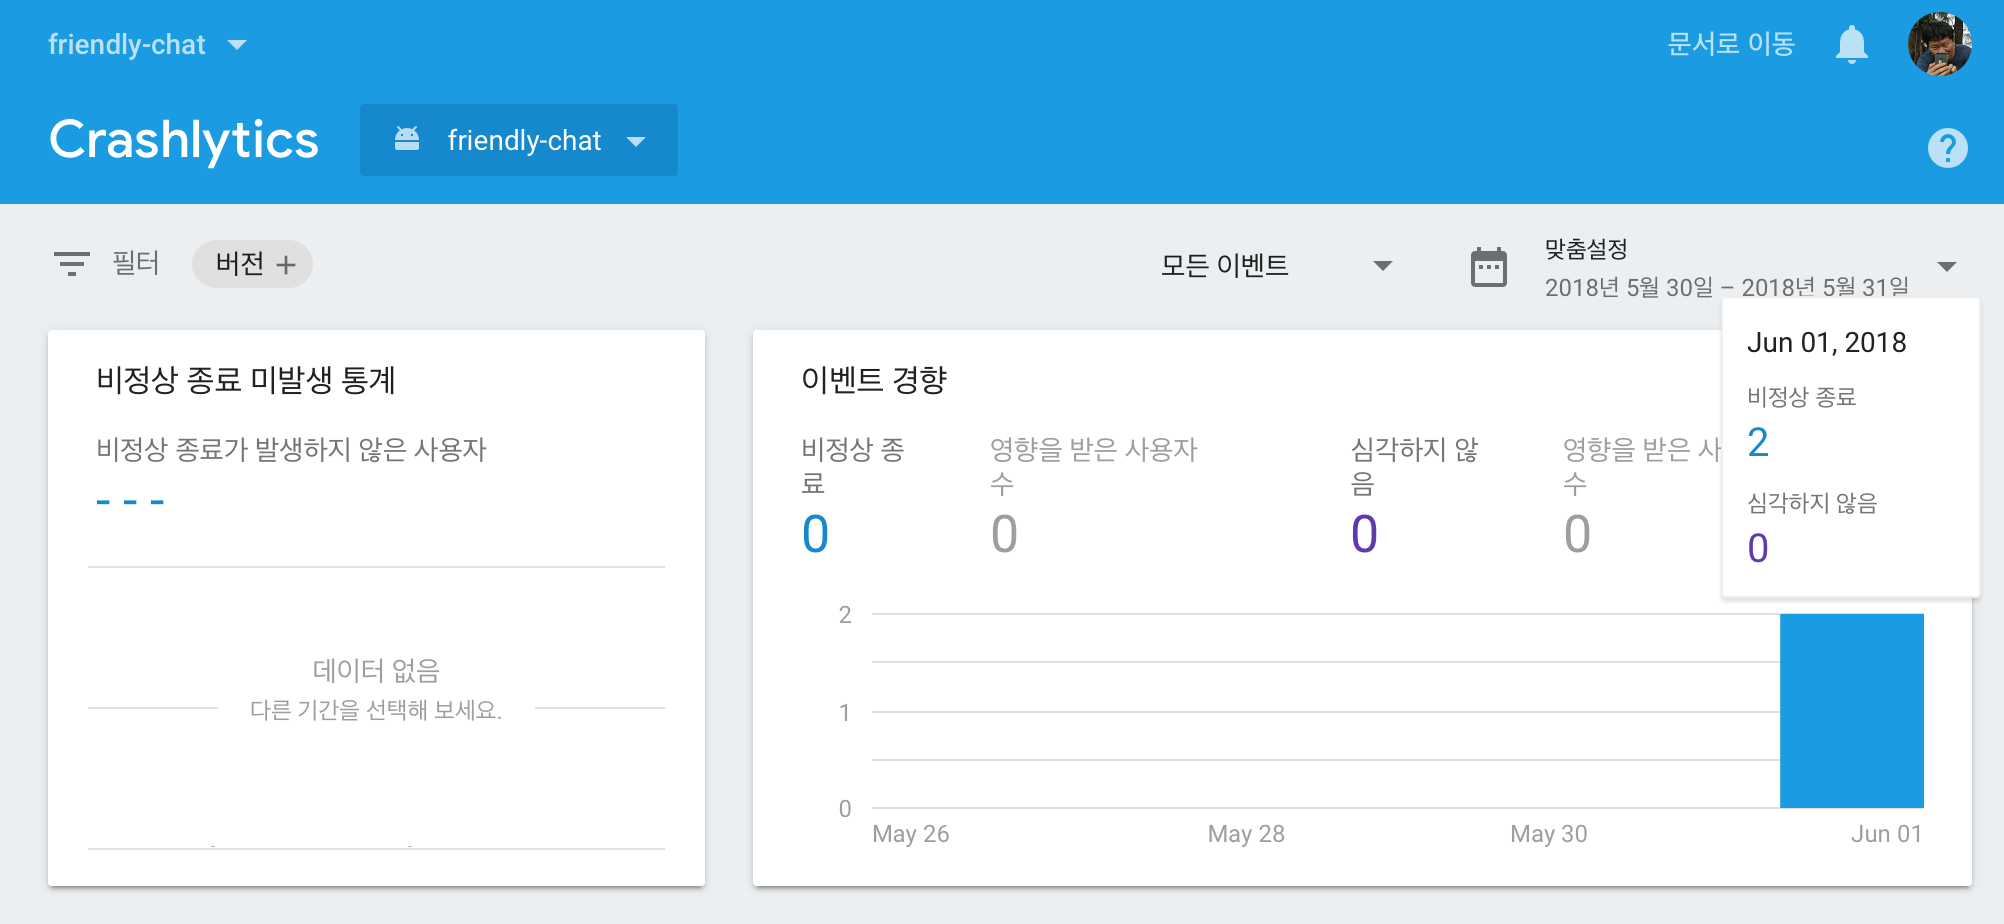 friendly-chat
문서로 이동
Crashlytics
friendly-chat
?
필터
버전 +
모든 이벤트
맞춤설정
2018년 5월 30일 – 2018년 5월 31일
비정상 종료 미발생 통계
비정상 종료가 발생하지 않은 사용자
---
데이터 없음
다른 기간을 선택해 보세요.
이벤트 경향
비정상 종
료
0
영향을 받은 사용자
수
0
심각하지 않
음
0
영향을 받은 사
수
0
Jun 01, 2018
비정상 종료
2
심각하지 않음
0
2
1
0
May 26
May 28
May 30
Jun 01